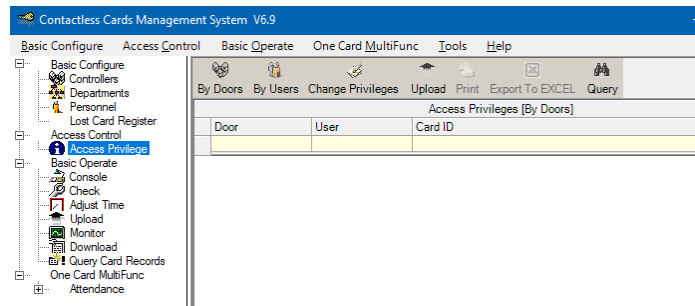 Contactless Cards Management System V6.9
Basic Configure Access Control Basic Operate One Card MultiFunc Tools Help
Basic Configure
Controllers
Departments
Personnel
Lost Card Register
Access Control
Access Privilege
Basic Operate
Console
Check
Adjust Time
Upload
Monitor
Download
Query Card Records
One Card MultiFunc
Attendance
By Doors By Users Change Privileges Upload Print Export To EXCEL Query
Access Privileges [By Doors]
Door User Card ID